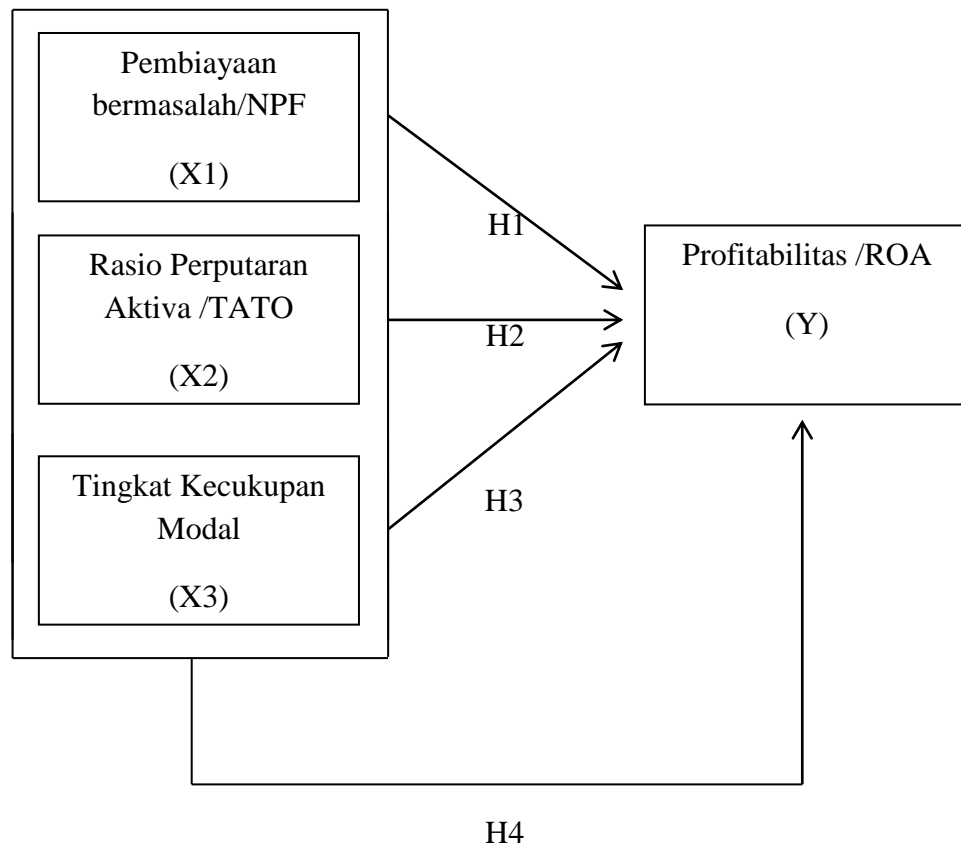 Pembiayaan
bermasalah/NPF
(X1)
Rasio Perputaran
Aktiva /TATO
(X2)
Tingkat Kecukupan
Modal
(X3)
H1
H2
H3
Profitabilitas /ROA
(Y)
H4